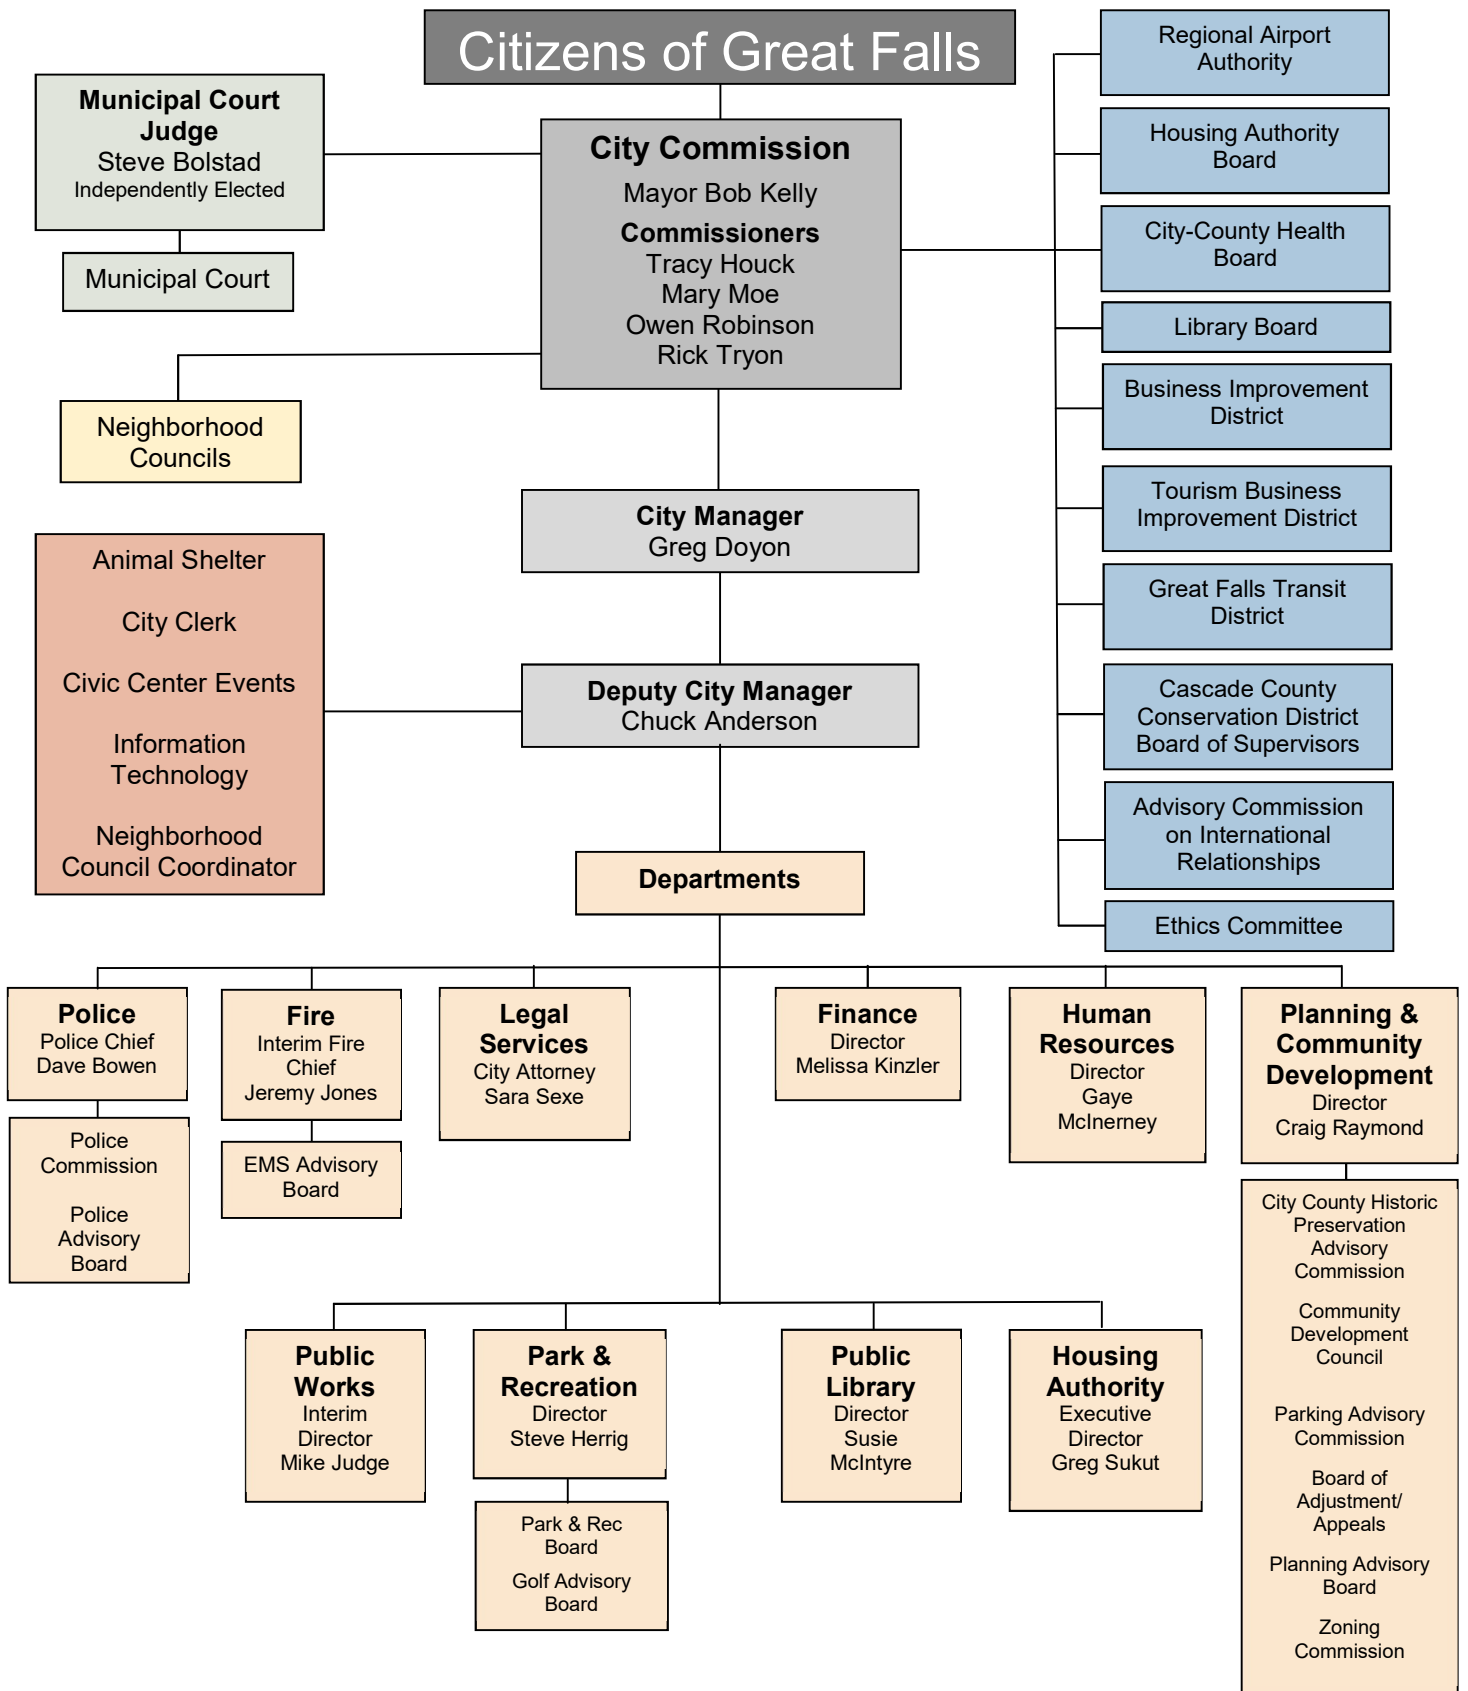 Citizens of Great Falls
Municipal Court
Judge
Steve Bolstad
Independently Elected
Municipal Court
City Commission
Mayor Bob Kelly
Commissioners
Tracy Houck
Mary Moe
Owen Robinson
Rick Tryon
Neighborhood
Councils
City Manager
Greg Doyon
Deputy City Manager
Chuck Anderson
Animal Shelter
City Clerk
Civic Center Events
Information
Technology
Neighborhood
Council Coordinator
Regional Airport
Authority
Housing Authority
Board
City-County Health
Board
Library Board
Business Improvement
District
Tourism Business
Improvement District
Great Falls Transit
District
Cascade County
Conservation District
Board of Supervisors
Advisory Commission
on International
Relationships
Ethics Committee
Departments
Police
Police Chief
Dave Bowen
Police
Commission
Police
Advisory
Board
Fire
Interim Fire
Chief
Jeremy Jones
EMS Advisory
Board
Legal
Services
City Attorney
Sara Sexe
Finance
Director
Melissa Kinzler
Human
Resources
Director
Gaye
McInerney
Planning &
Community
Development
Director
Craig Raymond
City County Historic
Preservation
Advisory
Commission
Community
Development
Council
Parking Advisory
Commission
Board of
Adjustment/
Appeals
Planning Advisory
Board
Zoning
Commission
Public
Works
Interim
Director
Mike Judge
Park &
Recreation
Director
Steve Herrig
Park & Rec
Board
Golf Advisory
Board
Public
Library
Director
Susie
McIntyre
Housing
Authority
Executive
Director
Greg Sukut